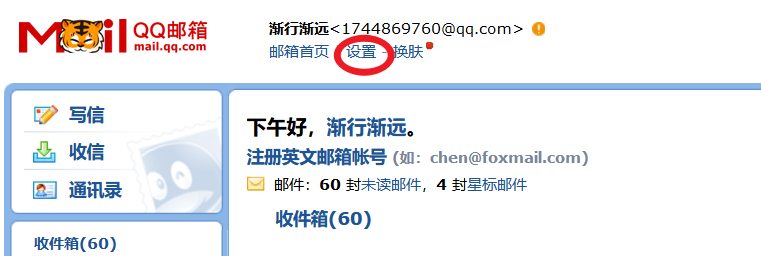 Mail QQ邮箱
mail.qq.com
渐行渐远<1744869760@qq.com>
邮箱首页 设置 - 换肤
写信
收信
通讯录
收件箱(60)
下午好，渐行渐远。
注册英文邮箱帐号 (如：chen@foxmail.com)
邮件：60 封未读邮件，4 封星标邮件
收件箱(60)